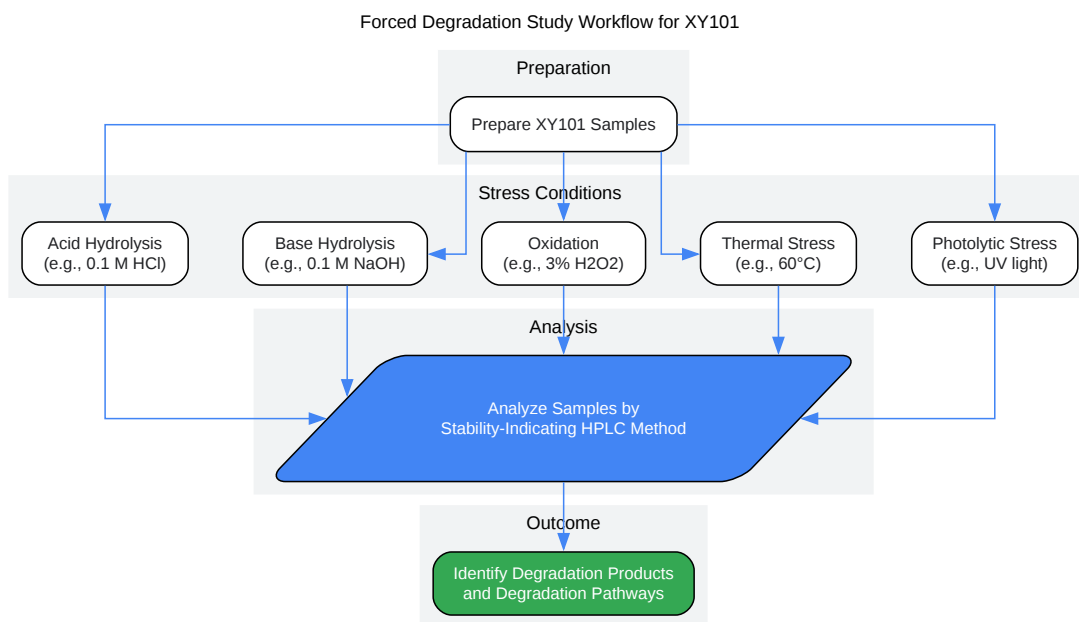 Forced Degradation Study Workflow for XY101
Preparation
Prepare XY101 Samples
Stress Conditions
Acid Hydrolysis
(e.g., 0.1 M HCl)
Base Hydrolysis
(e.g., 0.1 M NaOH)
Oxidation
(e.g., 3% H2O2)
Thermal Stress
(e.g., 60°C)
Photolytic Stress
(e.g., UV light)
Analysis
Analyze Samples by
Stability-Indicating HPLC Method
Outcome
Identify Degradation Products
and Degradation Pathways